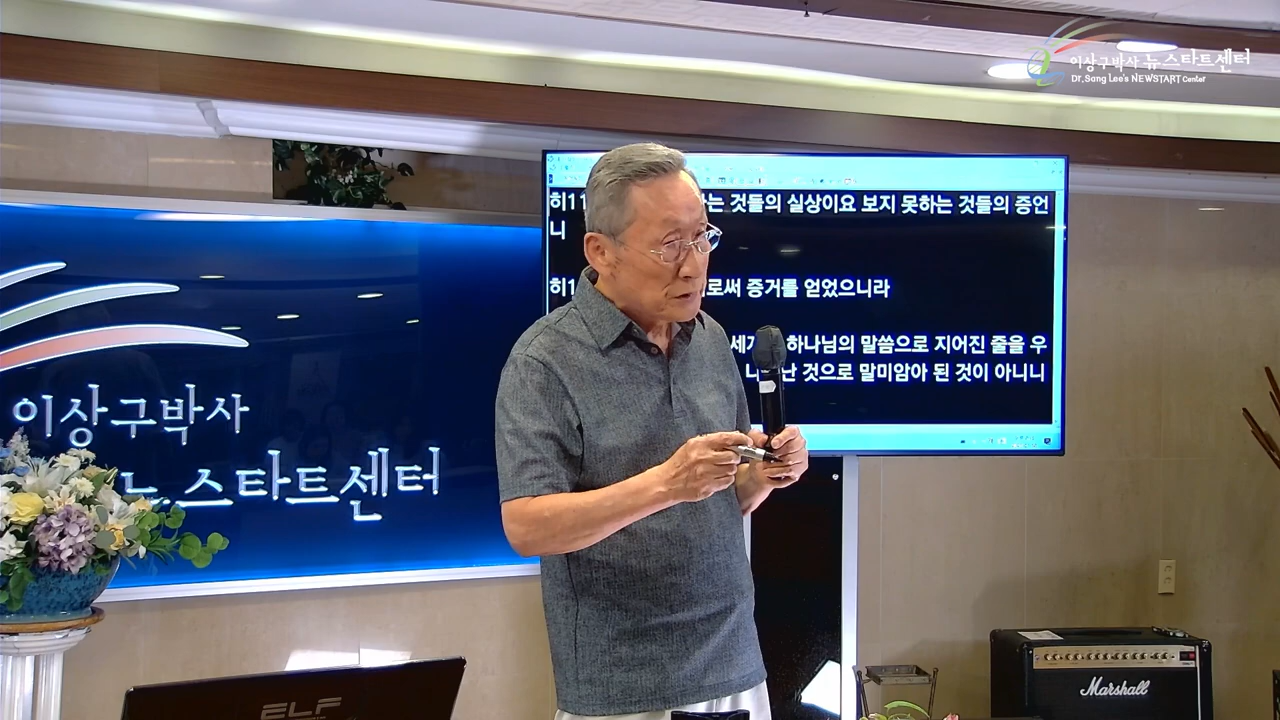 이상구박사 뉴스타트센터
Dr. Sang Lee's NEWSTART Center
히11 는 것들의 실상이요 보지 못하는 것들의 증언
니
히1 로써 증거를 얻었으니라
세 하나님의 말씀으로 지어진 줄을 우
난 것으로 말미암아 된 것이 아니니
이상구박사
뉴스타트센터
ELF
Marshall